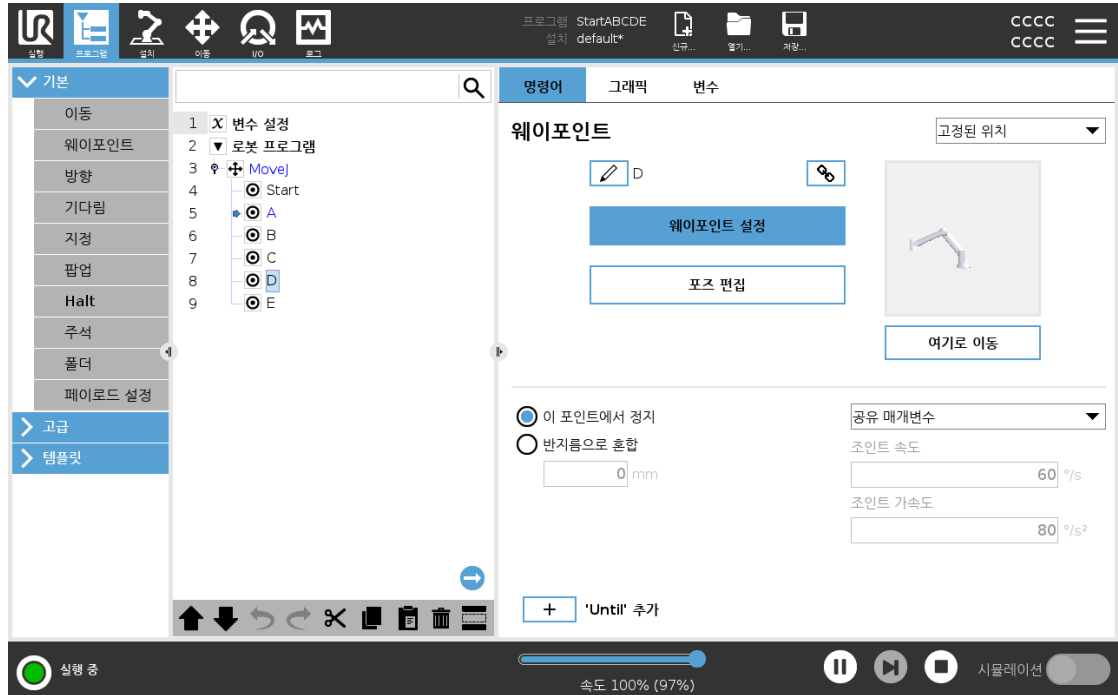 UR
실행
프로그램
설치
이동
I/O
로그
프로그램 StartABCDE
설치 default*
신규...
열기...
저장...
CCCC
CCCC
기본
이동
웨이포인트
방향
기다림
지정
팝업
Halt
주석
폴더
페이로드 설정
고급
템플릿
1 x 변수 설정
2 ▼ 로봇 프로그램
3 MoveJ
4 Start
5 A
6 B
7 C
8 D
9 E
명령어 그래픽 변수
웨이포인트
고정된 위치
D
웨이포인트 설정
포즈 편집
여기로 이동
이 포인트에서 정지
반지름으로 혼합
0 mm
공유 매개변수
조인트 속도
60 °/s
조인트 가속도
80 °/s²
+ 'Until' 추가
실행 중
속도 100% (97%)
시뮬레이션